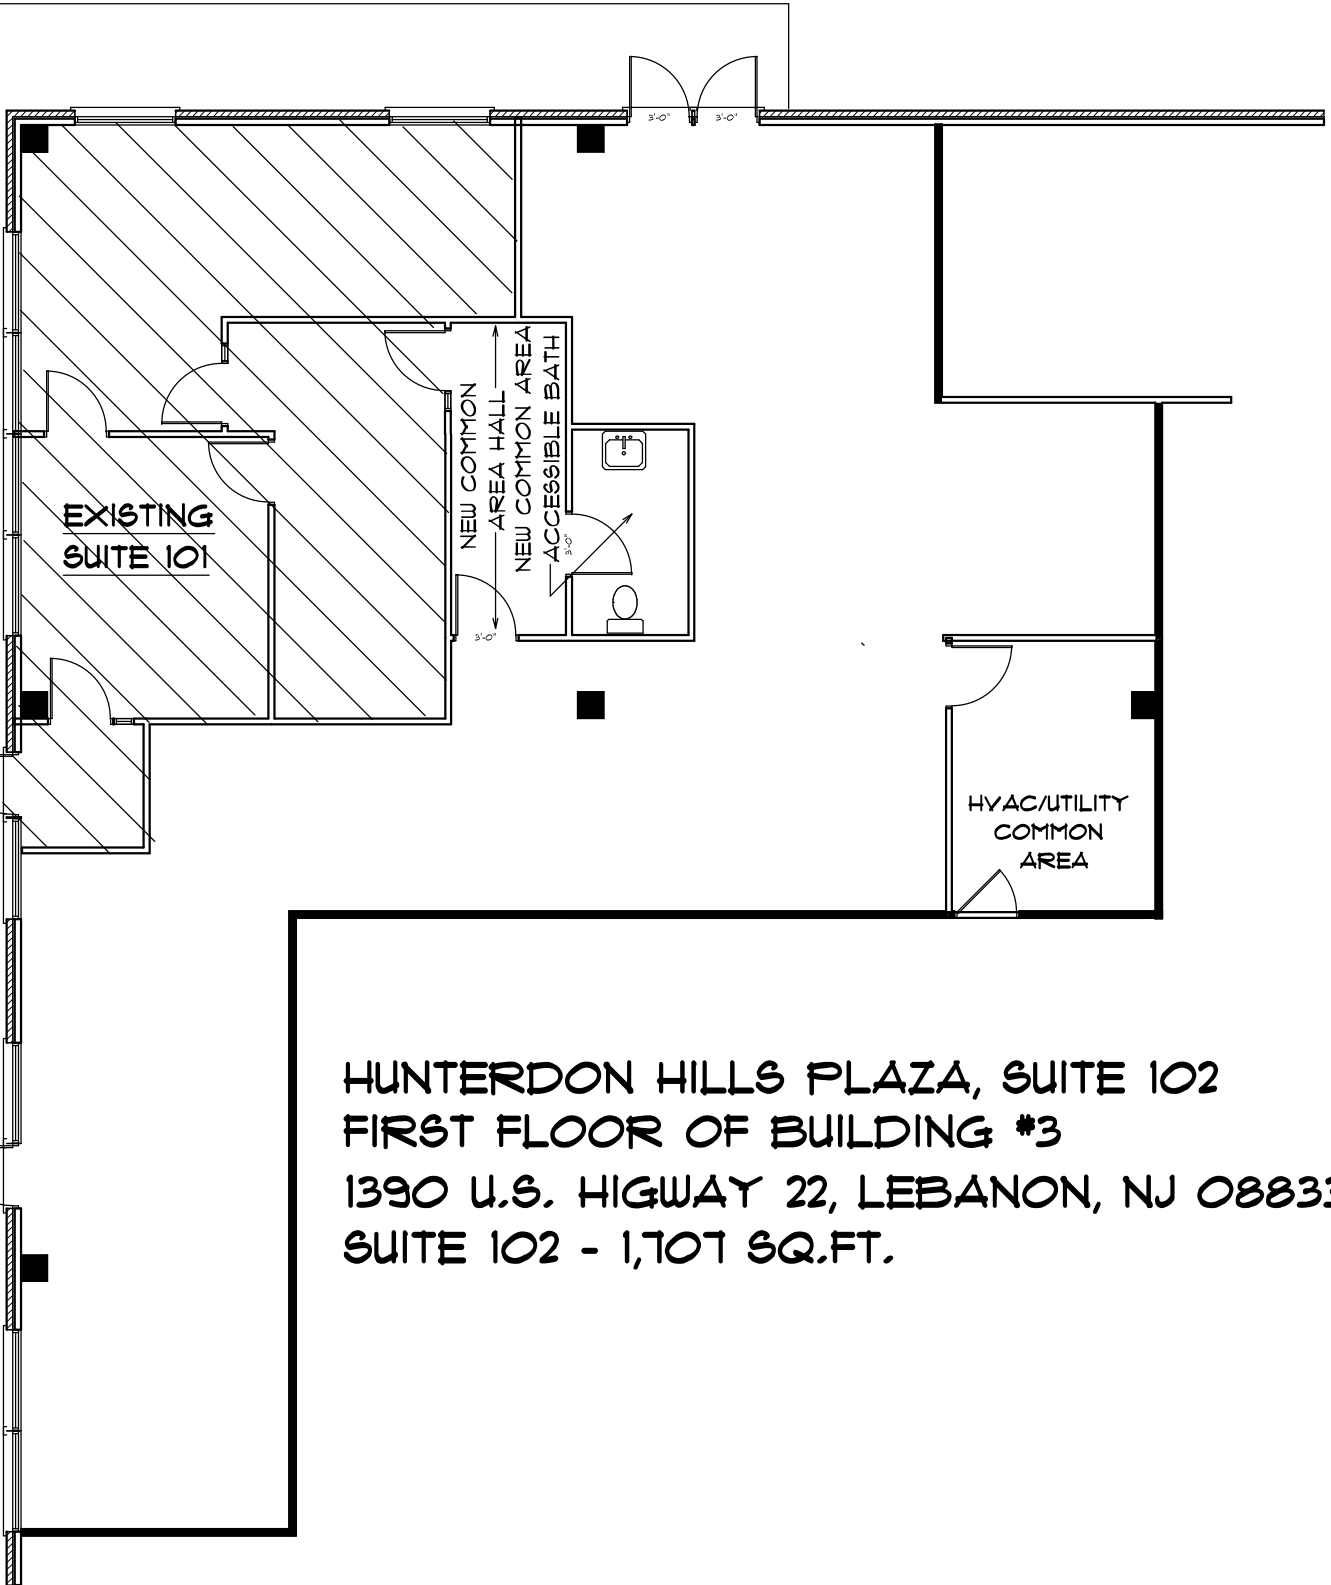 3'-0" 3'-0"
NEW COMMON
AREA HALL
NEW COMMON AREA
ACCESSIBLE BATH
3'-0"
EXISTING
SUITE 101
3'-0"
HVAC/UTILITY
COMMON
AREA
HUNTERDON HILLS PLAZA, SUITE 102
FIRST FLOOR OF BUILDING #3
1390 U.S. HIGWAY 22, LEBANON, NJ 08833
SUITE 102 - 1,707 SQ.FT.